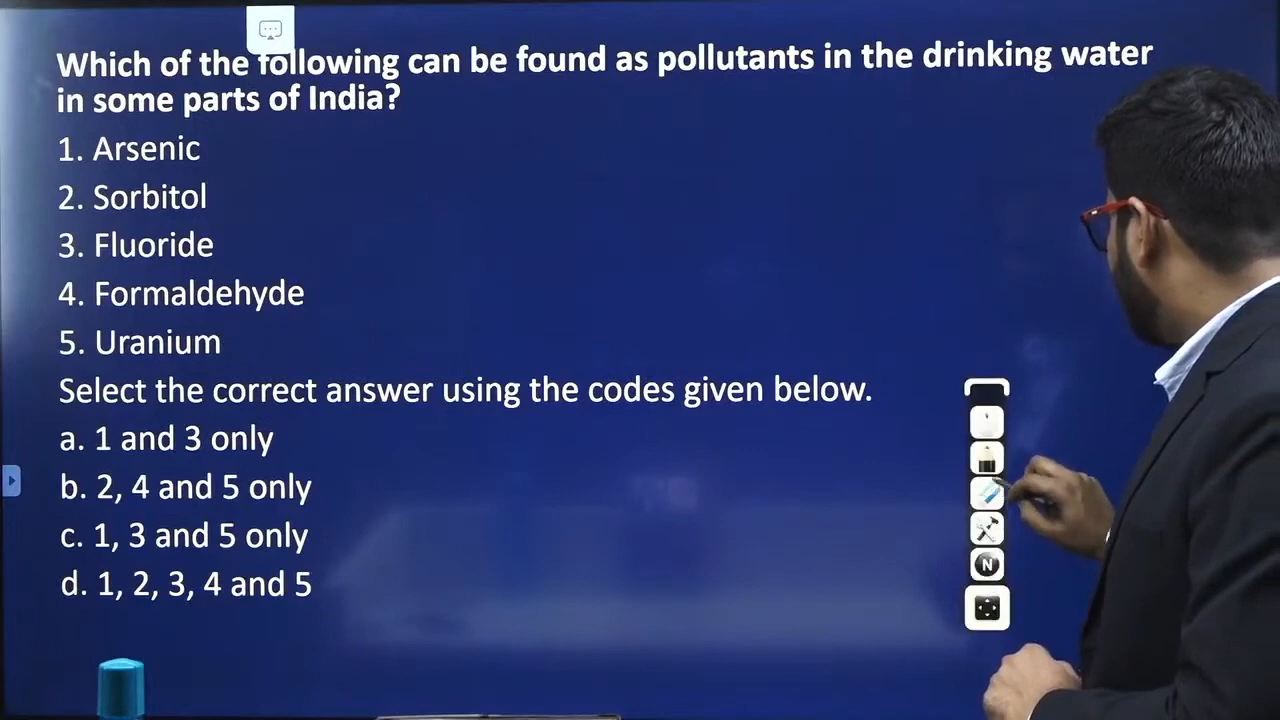 Which of the following can be found as pollutants in the drinking water
in some parts of India?
1. Arsenic
2. Sorbitol
3. Fluoride
4. Formaldehyde
5. Uranium
Select the correct answer using the codes given below.
a. 1 and 3 only
b. 2, 4 and 5 only
c. 1, 3 and 5 only
d. 1, 2, 3, 4 and 5
N